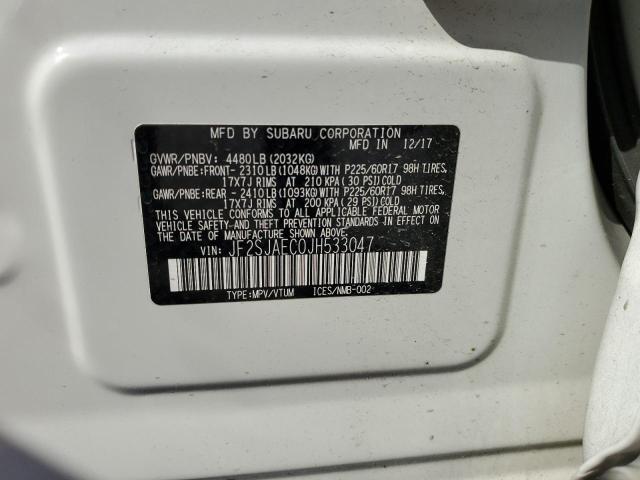 MFD BY SUBARU CORPORATION
MFD IN 12/17
GVWR/PNBV: 4480LB(2032KG)
GAWR/PNBE:FRONT- 2310LB(1048KG)WITH P225/60R17 98H TIRES,
17X7J RIMS AT 210 KPA(30 PSI)COLD
GAWR/PNBE:REAR - 2410LB(1093KG)WITH P225/60R17 98H TIRES,
17X7J RIMS AT 200 KPA(29 PSI)COLD
THIS VEHICLE CONFORMS TO ALL APPLICABLE FEDERAL MOTOR
VEHICLE SAFETY AND THEFT PREVENTION STANDARDS IN EFFECT
ON THE DATE OF MANUFACTURE SHOWN ABOVE.
VIN: JF2SJAEC0JH533047
TYPE:MPV/VTUM ICES/NMB-002